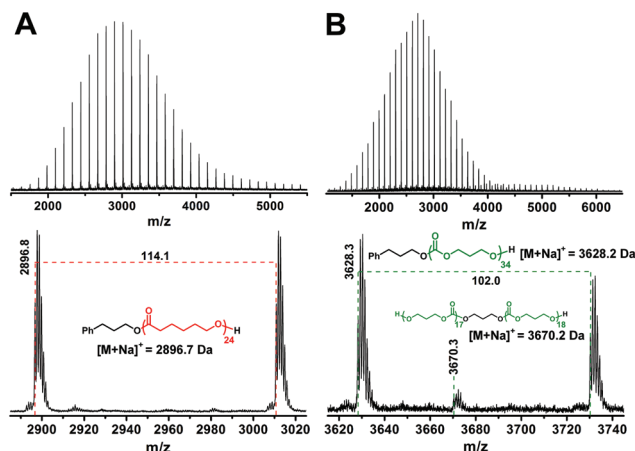 A
B
2000 3000 4000 5000
m/z
2000 3000 4000 5000 6000
m/z
2896.8
114.1
Ph O ( O O ) H
24
[M+Na]+ = 2896.7 Da
2900 2920 2940 2960 2980 3000 3020
m/z
3628.3
Ph O ( O O O ) H
34
[M+Na]+ = 3628.2 Da
102.0
H ( O O O ) O O ( O O O ) H
17 18
[M+Na]+ = 3670.2 Da
3670.3
3620 3640 3660 3680 3700 3720 3740
m/z